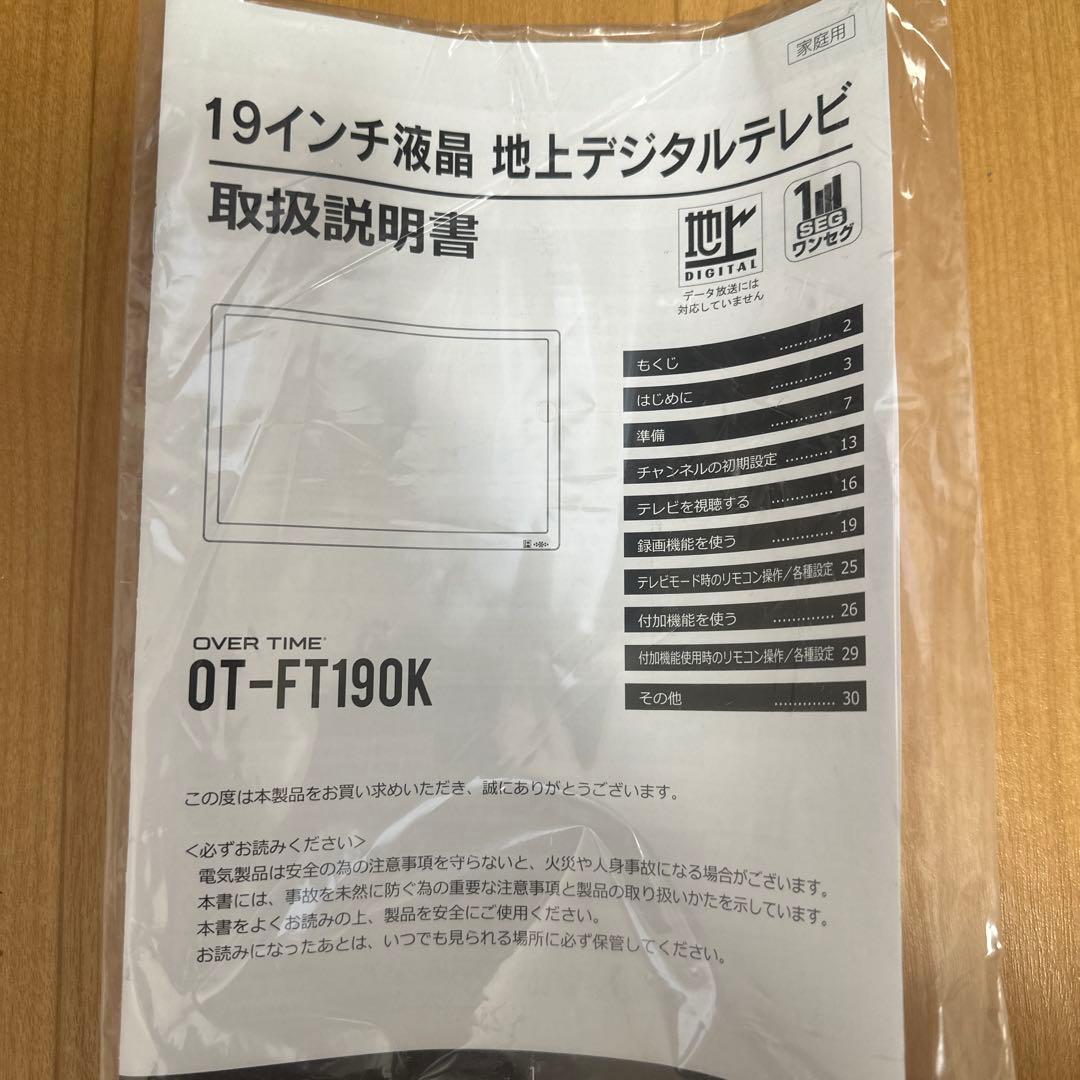 家庭用
19インチ液晶 地上デジタルテレビ
取扱説明書
地上
DIGITAL
データ放送には
対応していません
1
SEG
ワンセグ
もくじ ........... 2
はじめに ............. 3
準備 ............. 7
チャンネルの初期設定 .......... 13
テレビを視聴する ............. 16
録画機能を使う ............. 19
テレビモード時のリモコン操作/各種設定 25
付加機能を使う ............. 26
付加機能使用時のリモコン操作/各種設定 29
その他 ............. 30
OVER TIME®
OT-FT190K
この度は本製品をお買い求めいただき、誠にありがとうございます。
<必ずお読みください>
電気製品は安全の為の注意事項を守らないと、火災や人身事故になる場合がございます。
本書には、事故を未然に防ぐ為の重要な注意事項と製品の取り扱いかたを示しています。
本書をよくお読みの上、製品を安全にご使用ください。
お読みになったあとは、いつでも見られる場所に必ず保管してください。
1